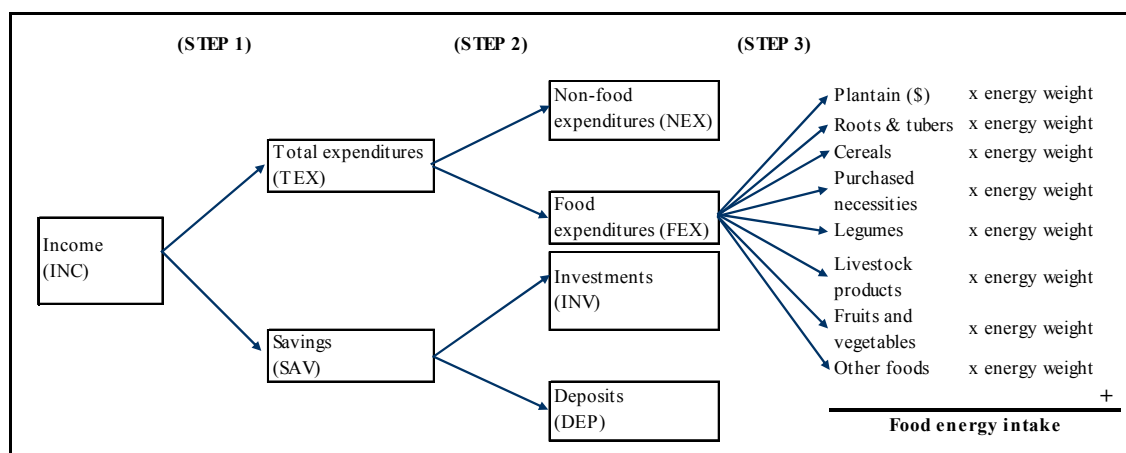 (STEP 1)
(STEP 2)
(STEP 3)
Income
(INC)
Total expenditures
(TEX)
Savings
(SAV)
Non-food
expenditures (NEX)
Food
expenditures (FEX)
Investments
(INV)
Deposits
(DEP)
Plantain ($) x energy weight
Roots & tubers x energy weight
Cereals x energy weight
Purchased
necessities x energy weight
Legumes x energy weight
Livestock
products x energy weight
Fruits and
vegetables x energy weight
Other foods x energy weight
+
Food energy intake